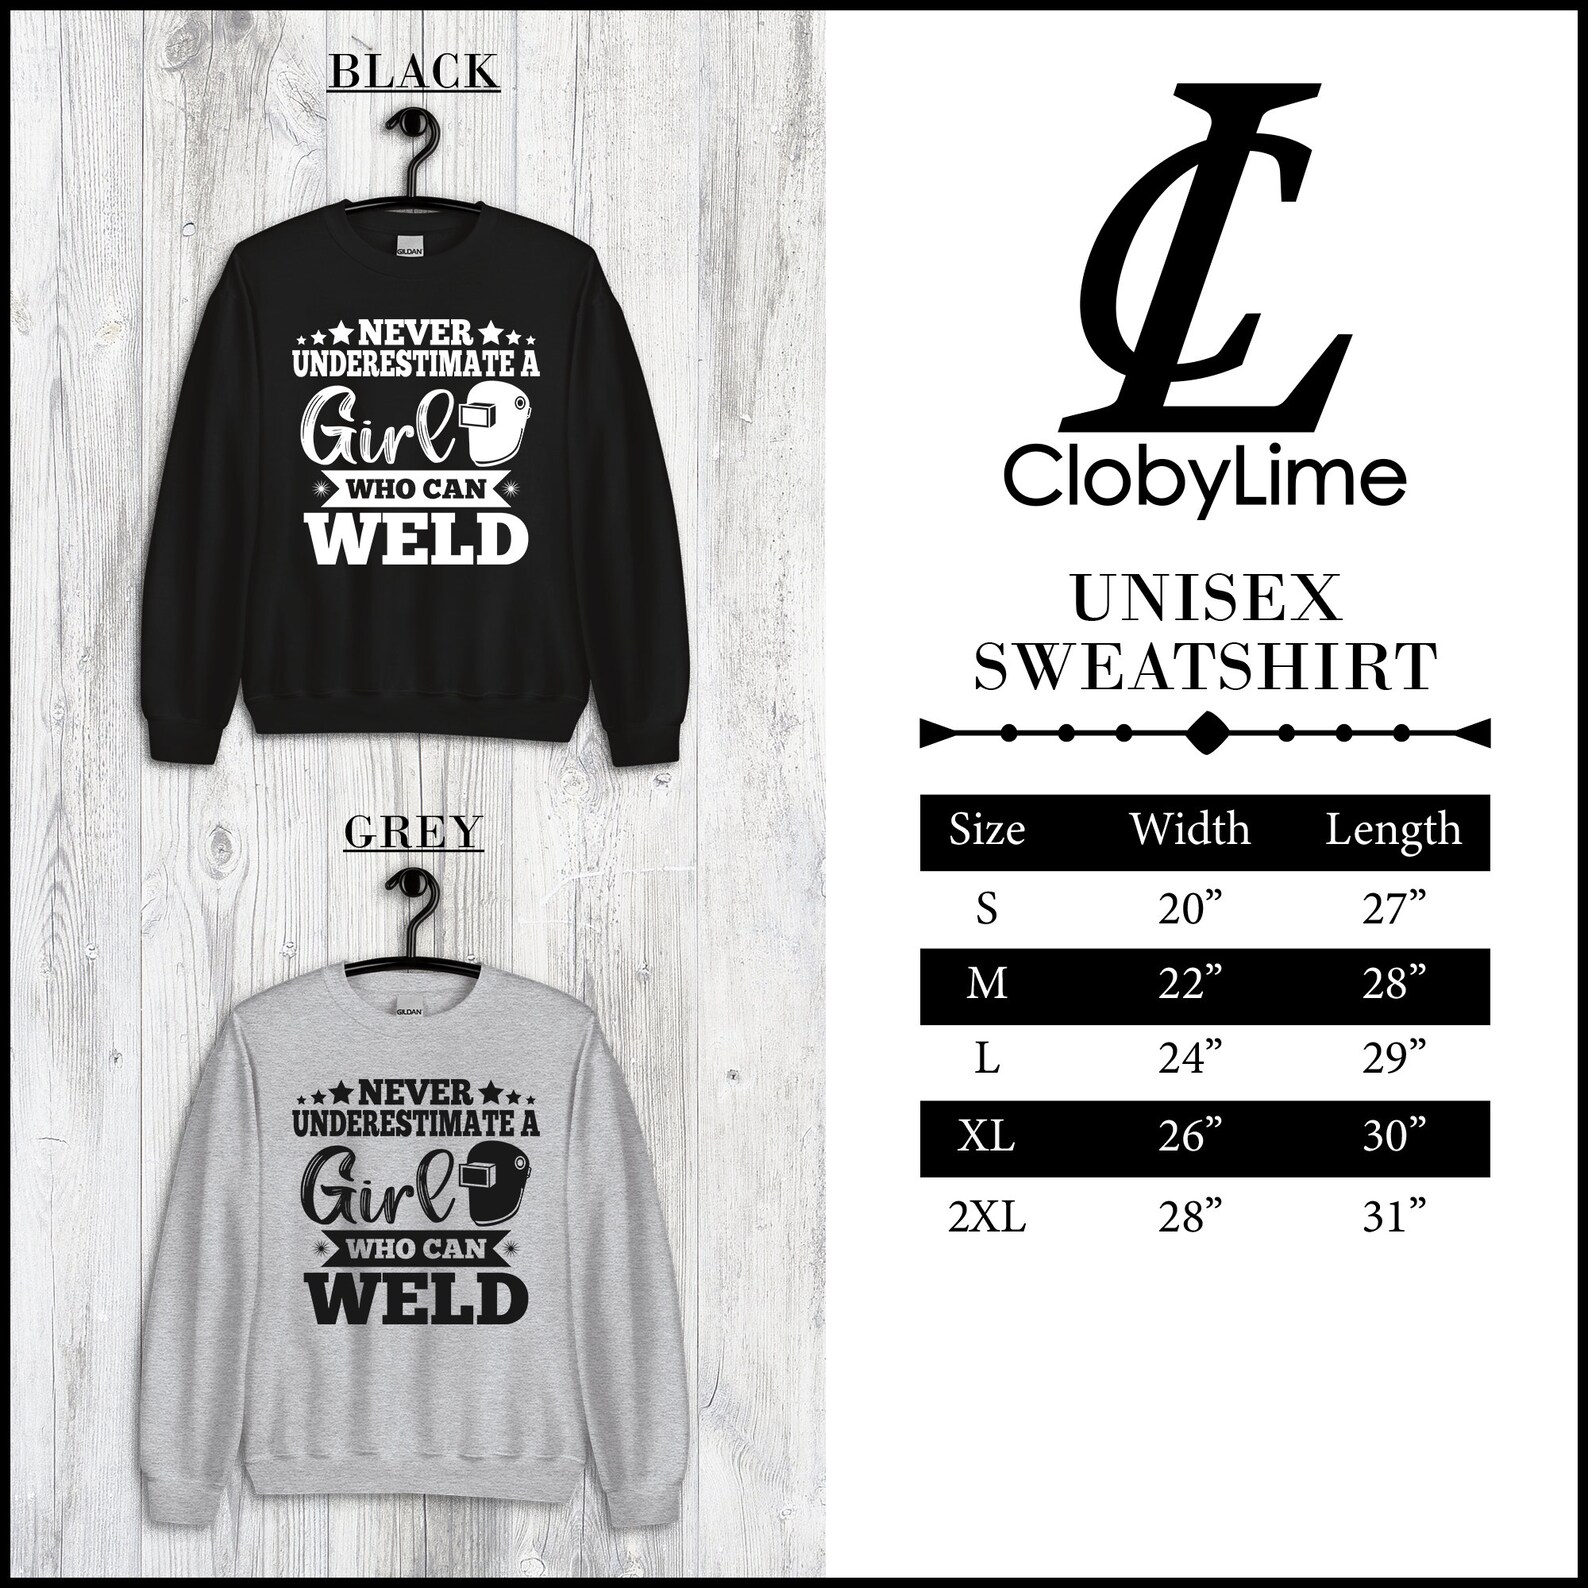 BLACK
GILDAN
NEVER
UNDERESTIMATE A
Girl
WHO CAN
WELD
GREY
GILDAN
NEVER
UNDERESTIMATE A
Girl
WHO CAN
WELD
LC
ClobyLime
UNISEX
SWEATSHIRT
Size Width Length
S 20” 27”
M 22” 28”
L 24” 29”
XL 26” 30”
2XL 28” 31”